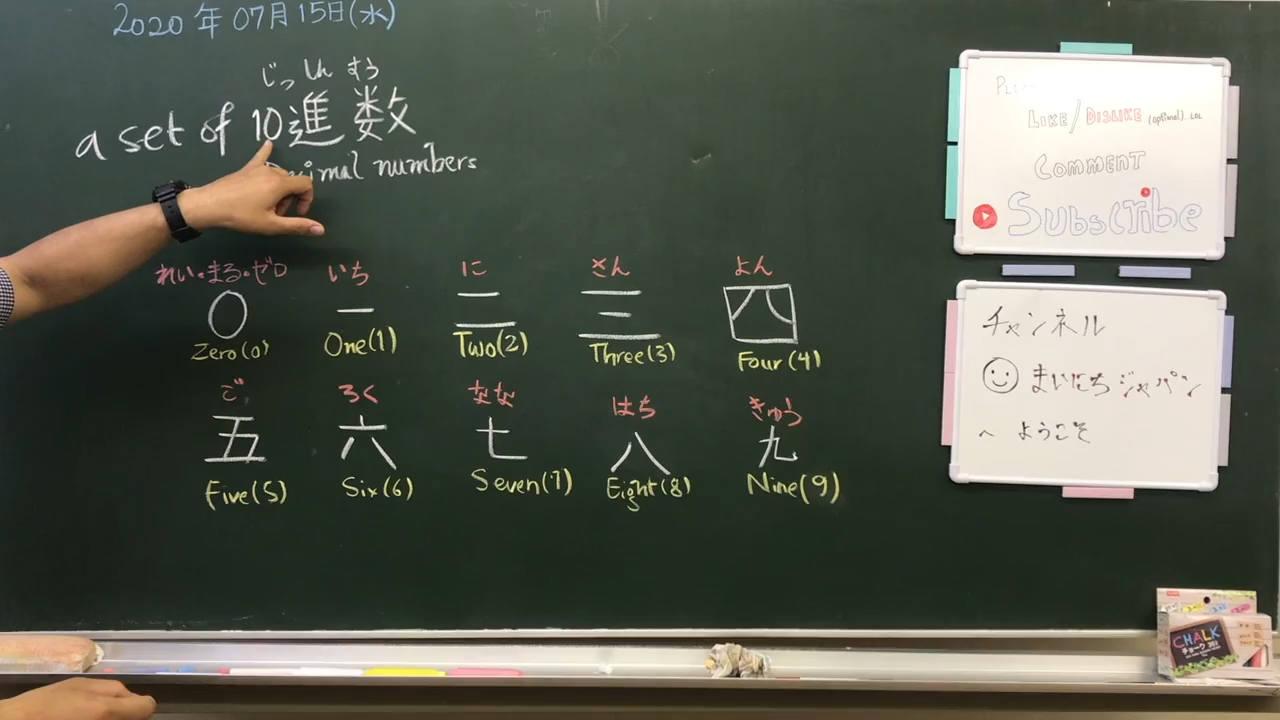 2020年07月15日(水)
じっしんすう
a set of 10進数
Decimal numbers
れい・まる・ゼロ いち に さん よん
〇 一 二 三 四
Zero(0) One(1) Two(2) Three(3) Four(4)
ご ろく なな はち きゅう
五 六 七 八 九
Five(5) Six(6) Seven(7) Eight(8) Nine(9)
LIKE/DISLIKE (optional). LOL
COMMENT
Subscribe
チャンネル
まいにちジャパン
へ ようこそ
CHALK
チョーク